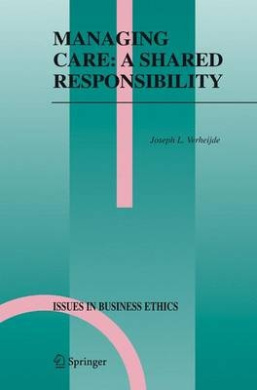 MANAGING
CARE: A SHARED
RESPONSIBILITY
Joseph L. Verheijde
ISSUES IN BUSINESS ETHICS
Springer